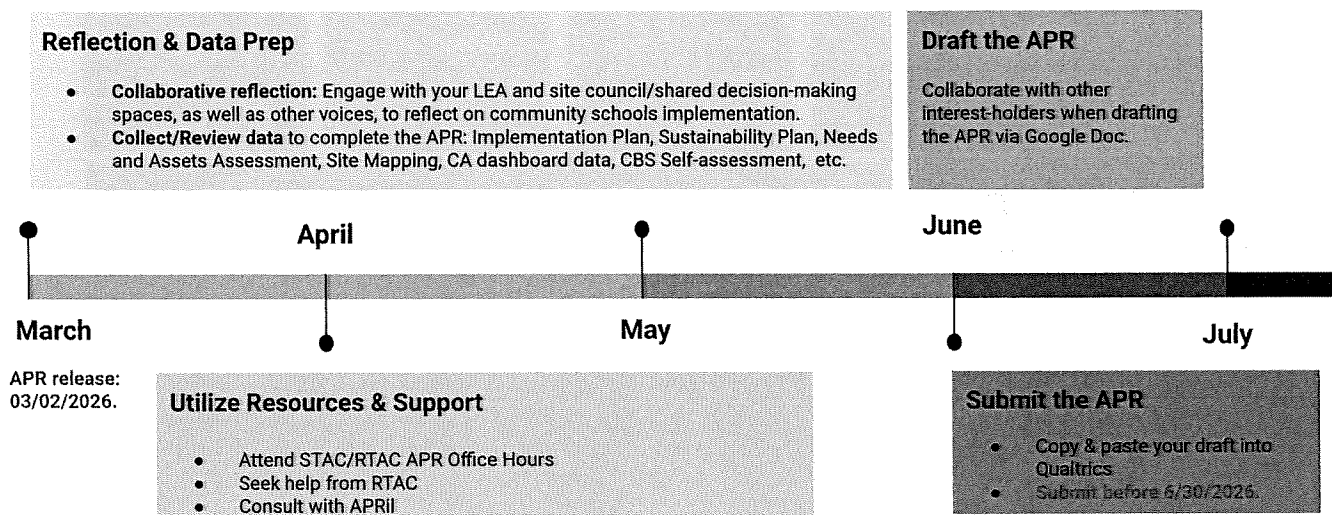 Reflection & Data Prep
● Collaborative reflection: Engage with your LEA and site council/shared decision-making
spaces, as well as other voices, to reflect on community schools implementation.
● Collect/Review data to complete the APR: Implementation Plan, Sustainability Plan, Needs
and Assets Assessment, Site Mapping, CA dashboard data, CBS Self-assessment, etc.
Draft the APR
Collaborate with other
interest-holders when drafting
the APR via Google Doc.
April
June
March
May
July
APR release:
03/02/2026.
Utilize Resources & Support
● Attend STAC/RTAC APR Office Hours
● Seek help from RTAC
● Consult with APRil
Submit the APR
● Copy & paste your draft into
Qualtrics
● Submit before 6/30/2026.